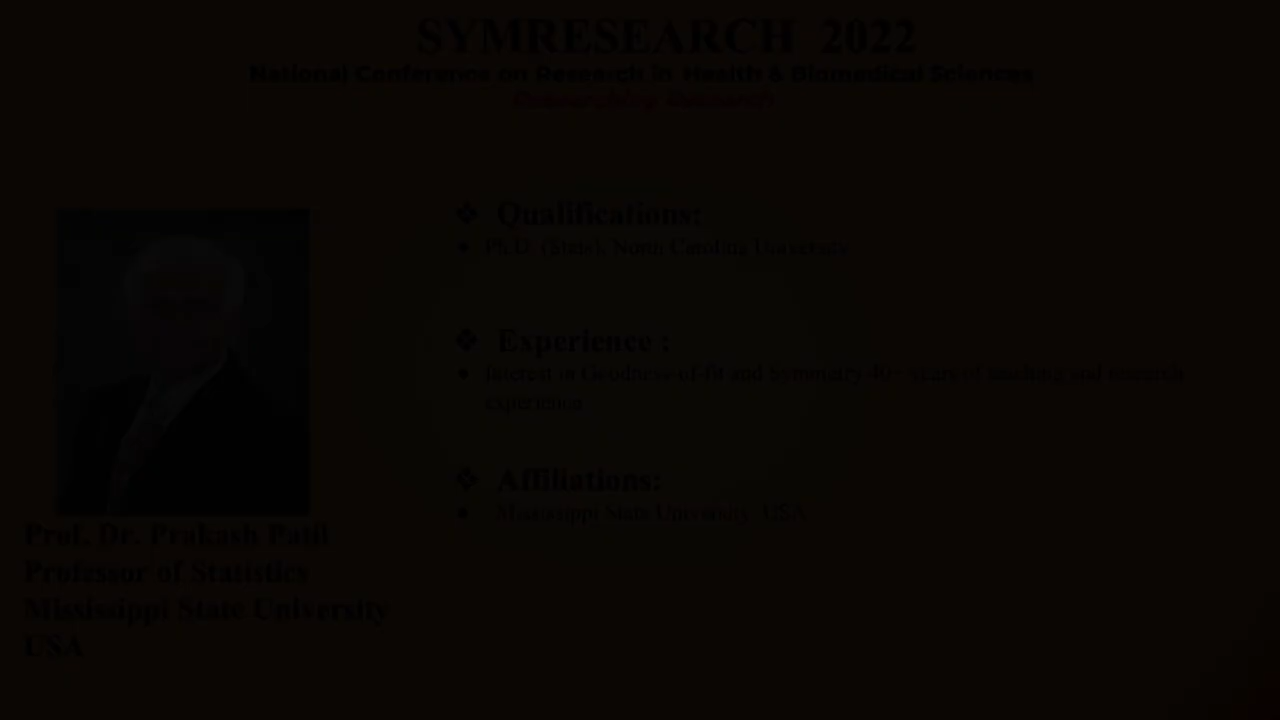 SYMRESEARCH 2022
National Conference on Research in Health & Biomedical Sciences
❖ Qualifications:
• Ph.D. (Stats), North Carolina University
❖ Experience :
• Interest in Goodness-of-fit and Symmetry 40+ years of teaching and research
experience
❖ Affiliations:
• Mississippi State University, USA
Prof. Dr. Prakash Patil
Professor of Statistics
Mississippi State University
USA